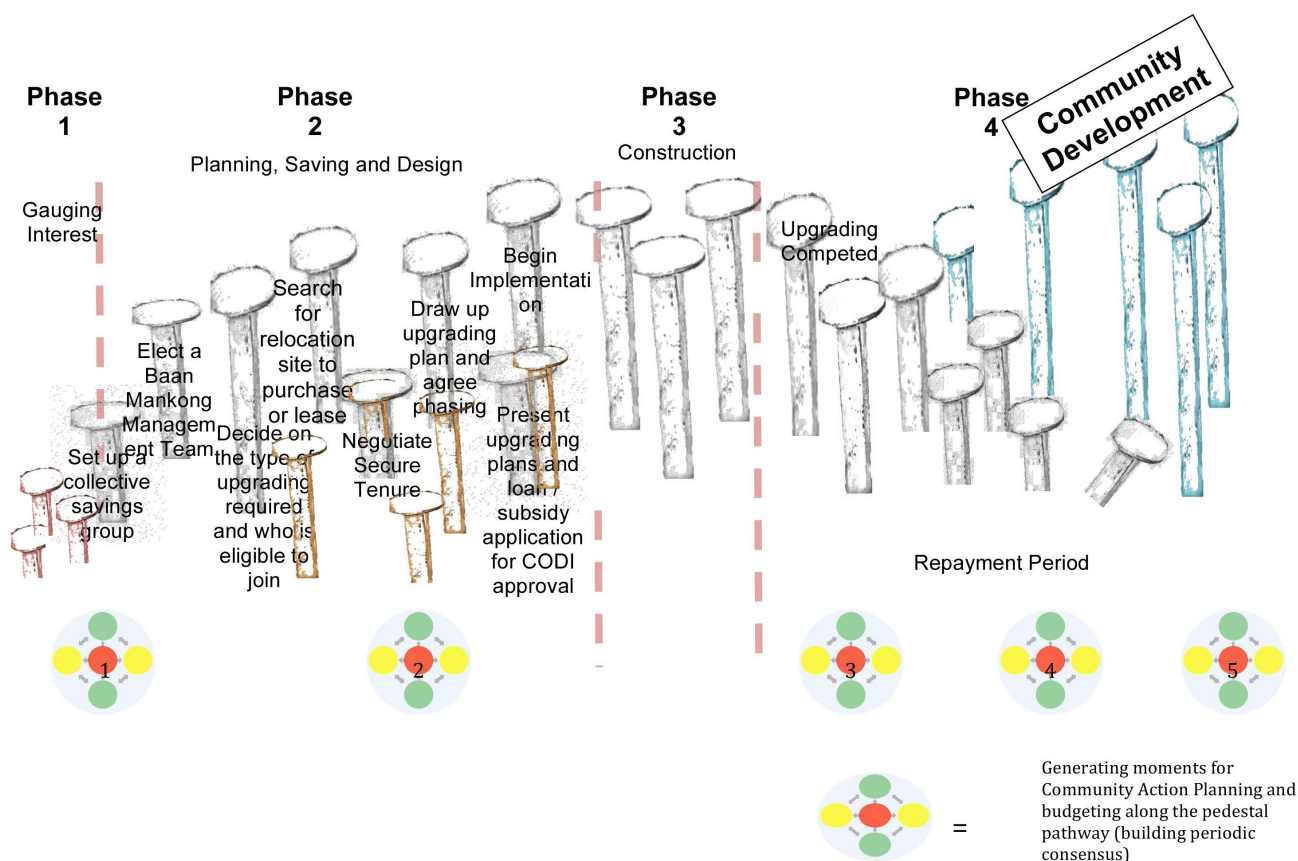 Phase
1
Gauging
Interest
Phase
2
Planning, Saving and Design
Set up a
collective
savings
group
Elect a
Baan
Mankong
Managem
ent Team
Decide on
the type of
upgrading
required
and who is
eligible to
join
Search
for
relocation
site to
purchase
or lease
Negotiate
Secure
Tenure
Draw up
upgrading
plan and
agree
phasing
Present
upgrading
plans and
loan /
subsidy
application
for CODI
approval
Begin
Implementati
on
Phase
3
Construction
Phase
4
Community
Development
Upgrading
Competed
Repayment Period
1
2
3
4
5
=
Generating moments for
Community Action Planning and
budgeting along the pedestal
pathway (building periodic
consensus)